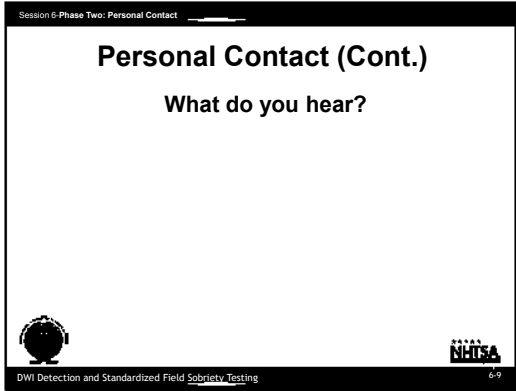 Session 6-Phase Two: Personal Contact
Personal Contact (Cont.)
What do you hear?
NHTSA
DWI Detection and Standardized Field Sobriety Testing
6-9